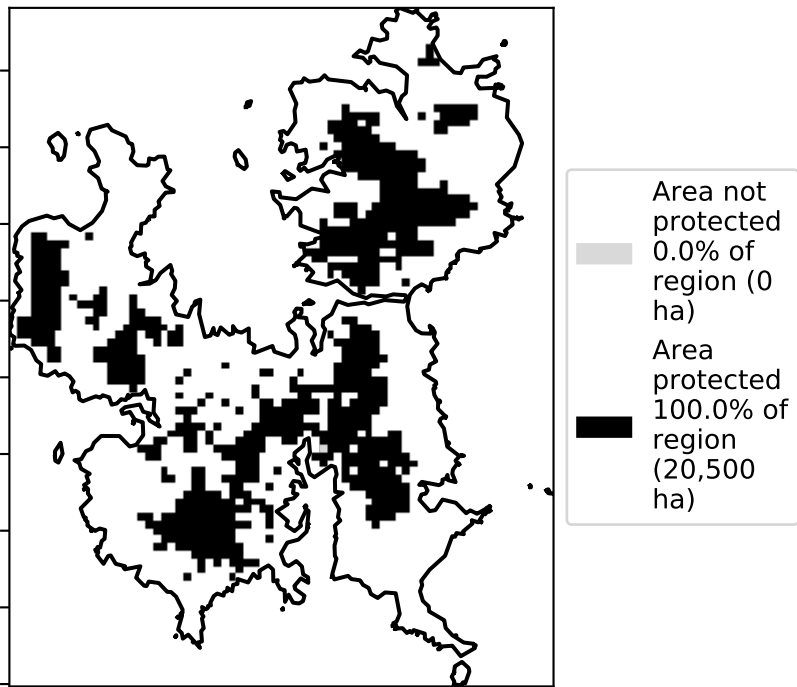 Area not
protected
0.0% of
region (0
ha)
Area
protected
100.0% of
region
(20,500
ha)